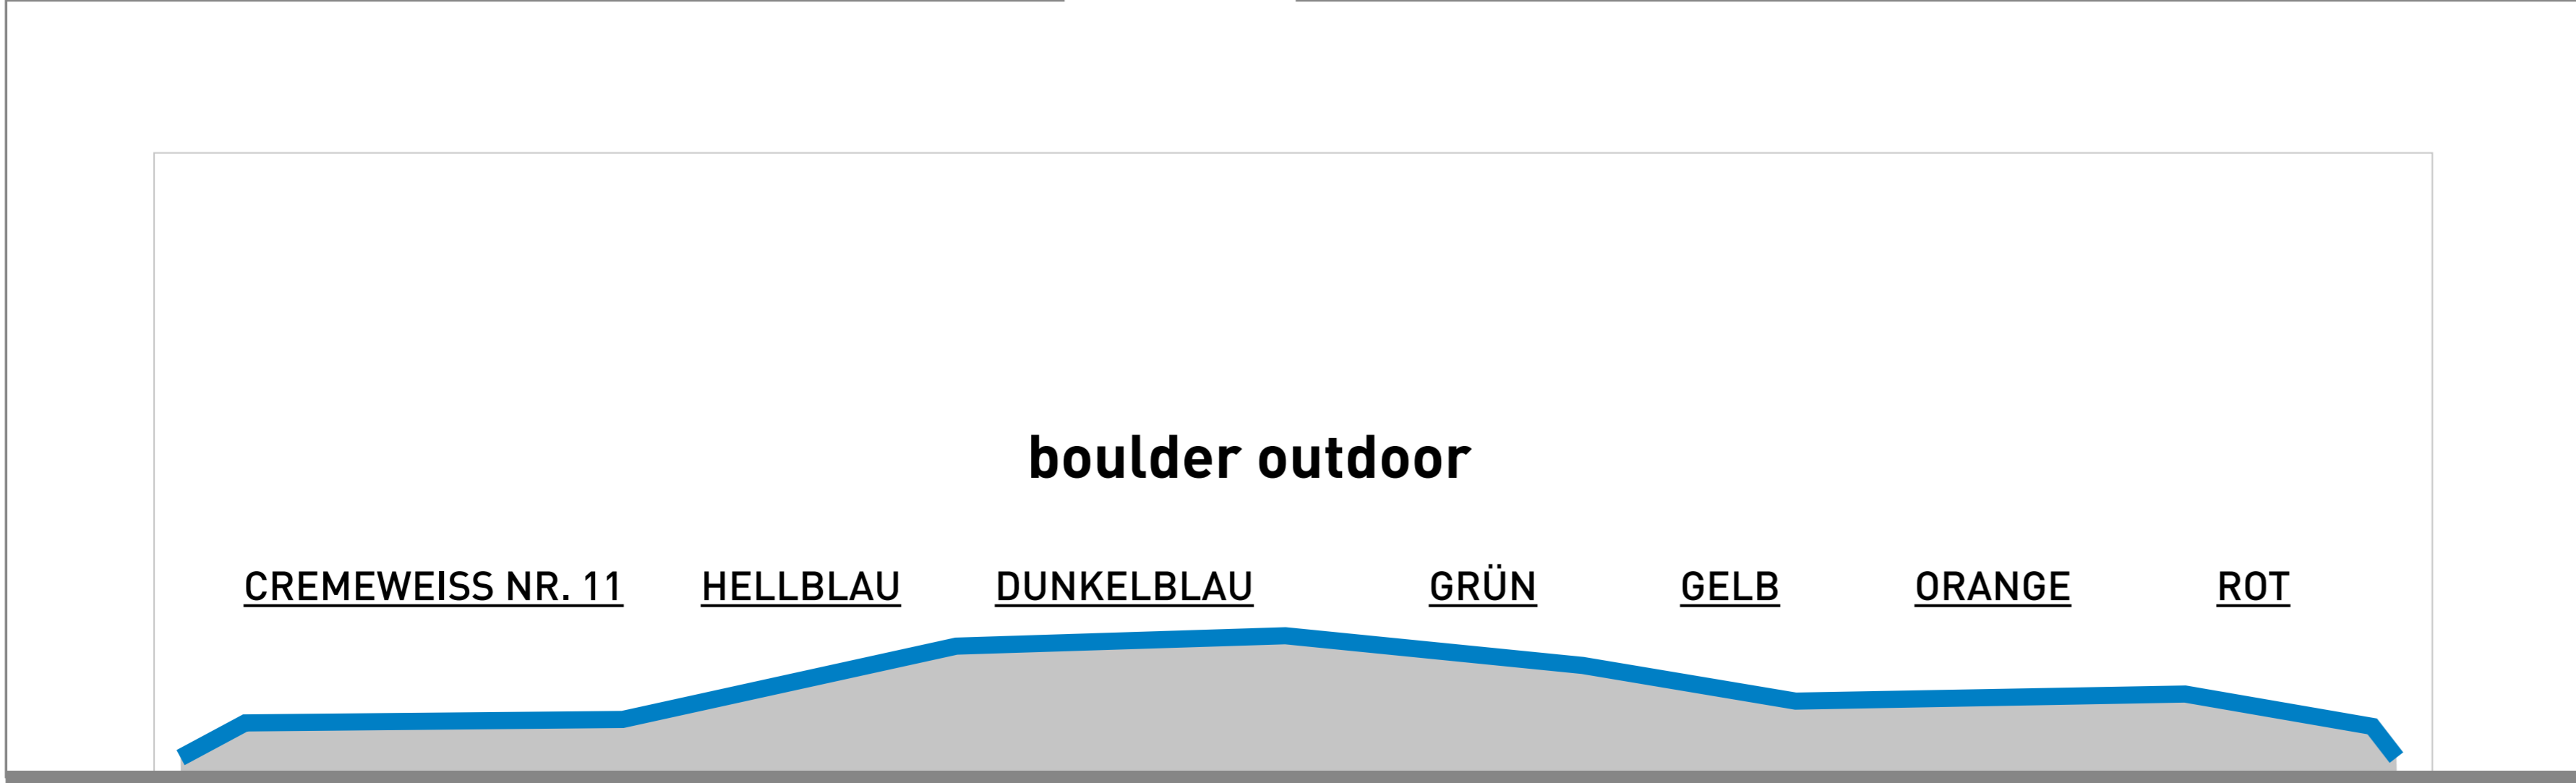 boulder outdoor
CREMEWEISS NR. 11 HELLBLAU DUNKELBLAU GRÜN GELB ORANGE ROT